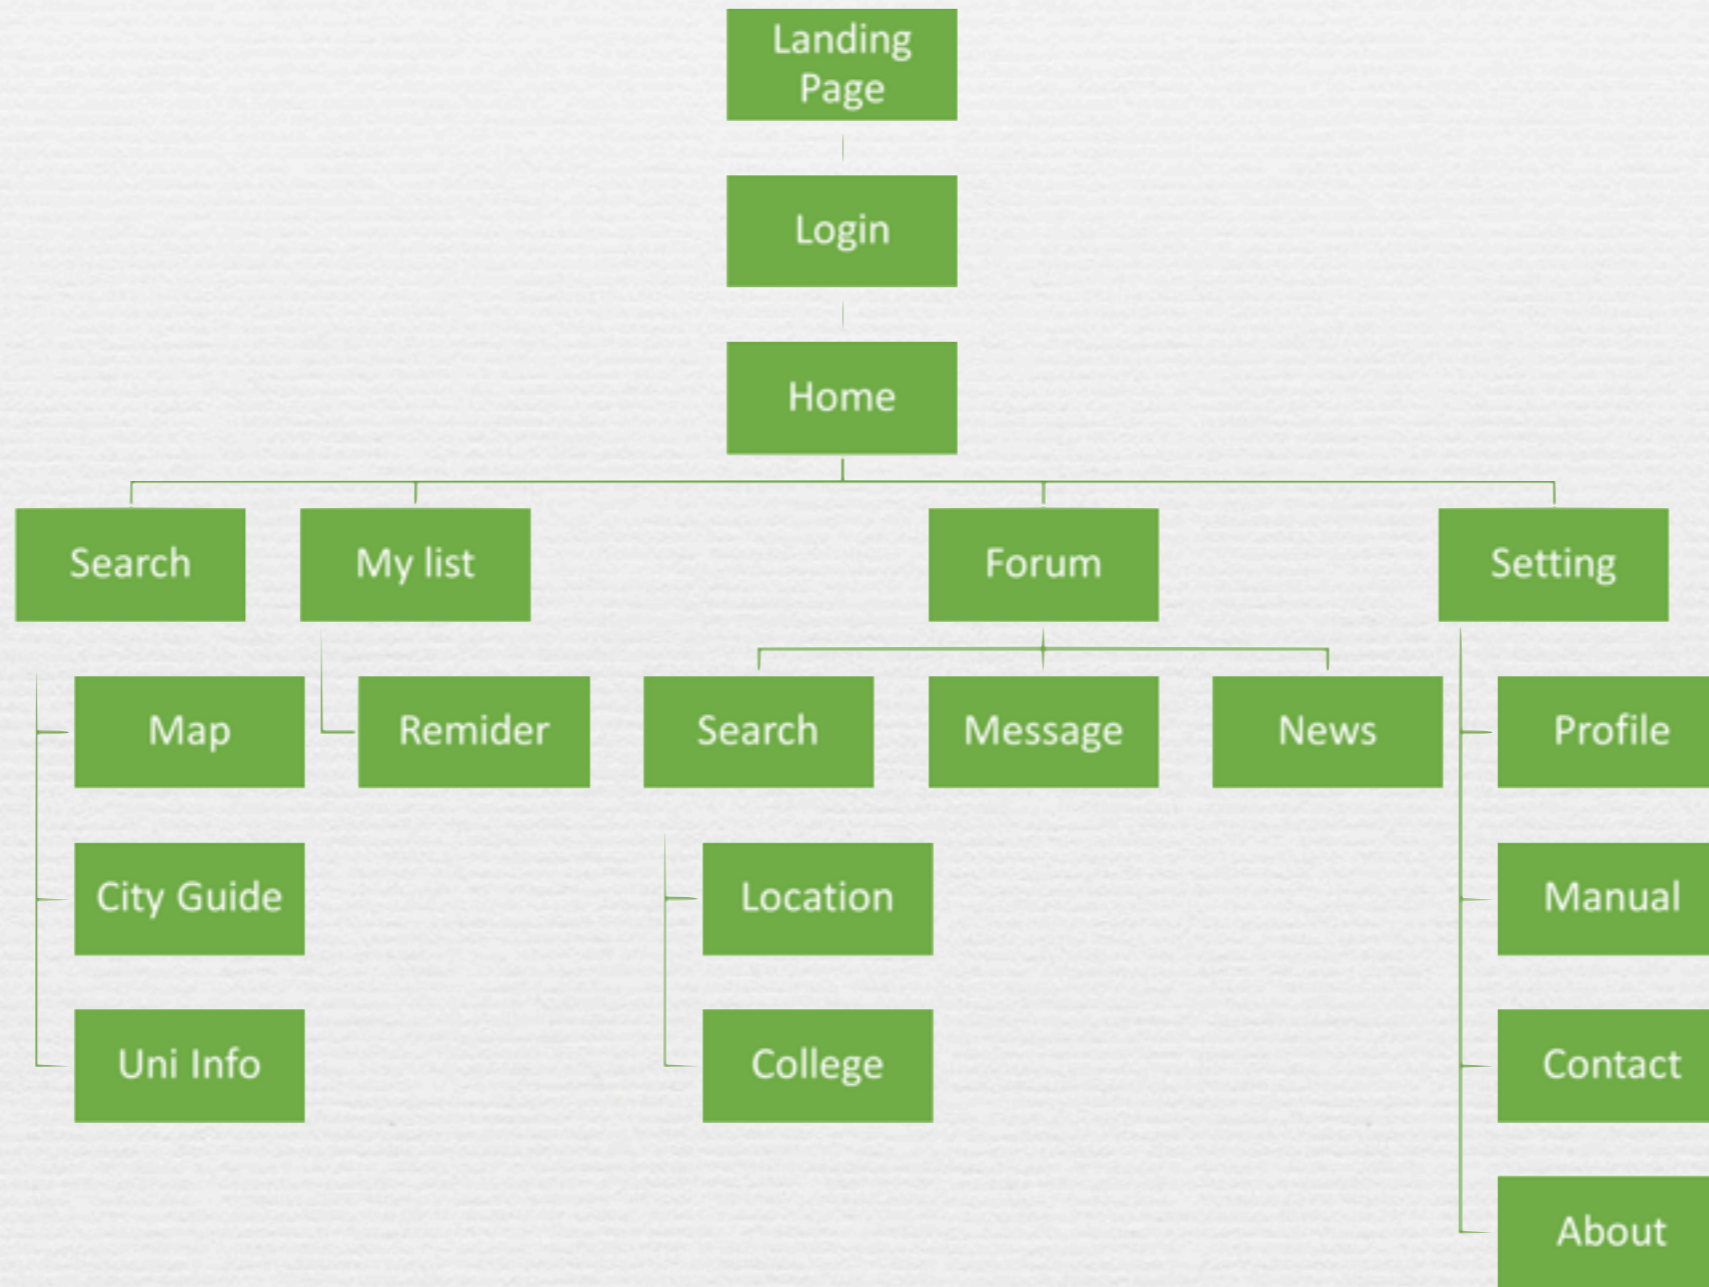 Landing
Page
Login
Home
Search
My list
Forum
Setting
Map
Remider
Search
Message
News
Profile
City Guide
Location
Manual
Uni Info
College
Contact
About